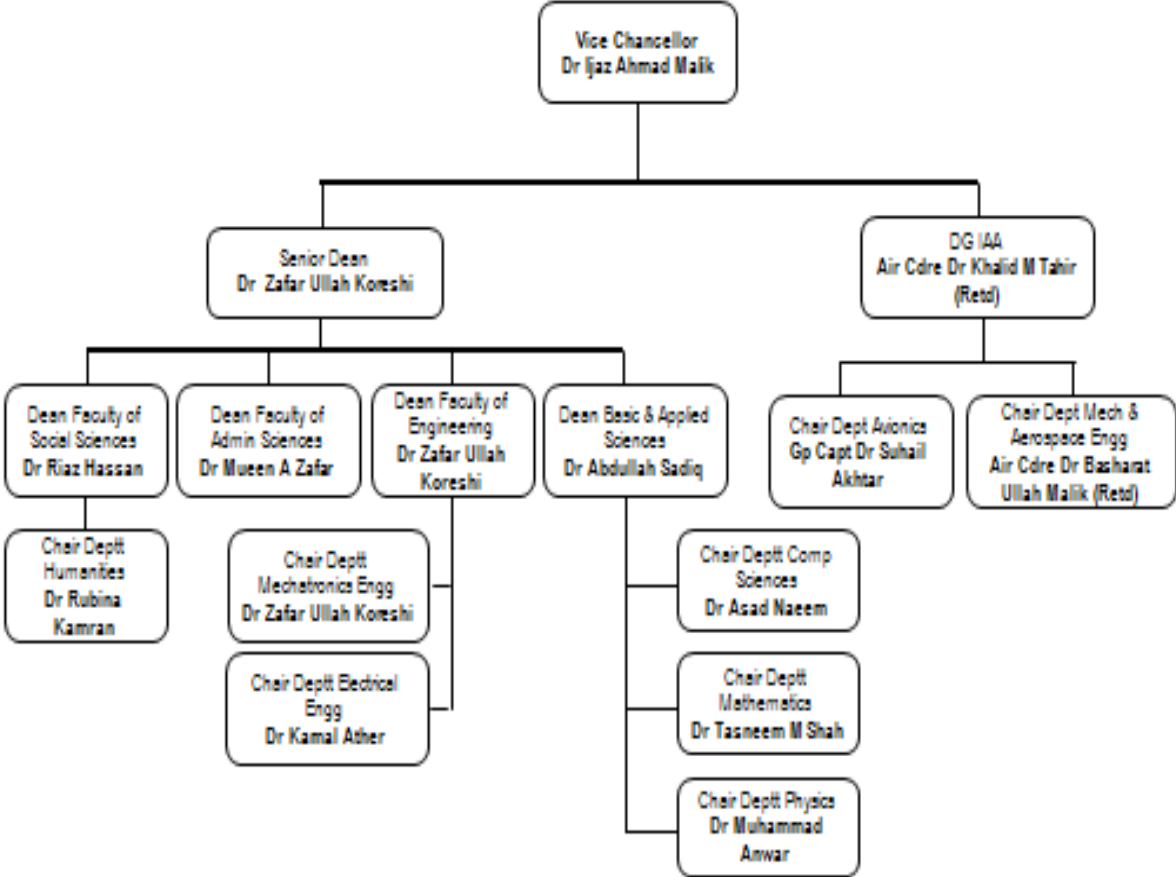 Vice Chancellor
Dr Ijaz Ahmad Malik
Senior Dean
Dr Zafar Ullah Koreshi
DG IAA
Air Cdre Dr Khalid M Tahir
(Retd)
Dean Faculty of
Social Sciences
Dr Riaz Hassan
Dean Faculty of
Admin Sciences
Dr Mueen A Zafar
Dean Faculty of
Engineering
Dr Zafar Ullah
Koreshi
Dean Basic & Applied
Sciences
Dr Abdullah Sadiq
Chair Dept Avionics
Gp Capt Dr Suhail
Akhtar
Chair Dept Mech &
Aerospace Engg
Air Cdre Dr Basharat
Ullah Malik (Retd)
Chair Deptt
Humanities
Dr Rubina
Kamran
Chair Deptt
Mechatronics Engg
Dr Zafar Ullah Koreshi
Chair Deptt Comp
Sciences
Dr Asad Naeem
Chair Deptt Electrical
Engg
Dr Kamal Ather
Chair Deptt
Mathematics
Dr Tasneem M Shah
Chair Deptt Physics
Dr Muhammad
Anwar